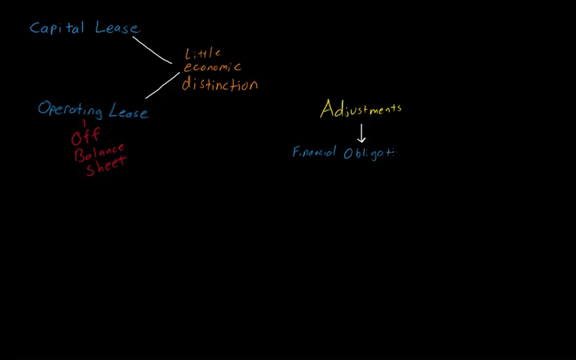 Capital Lease
Little
economic
distinction
Operating Lease
Off
Balance
Sheet
Adjustments
Financial Obligati